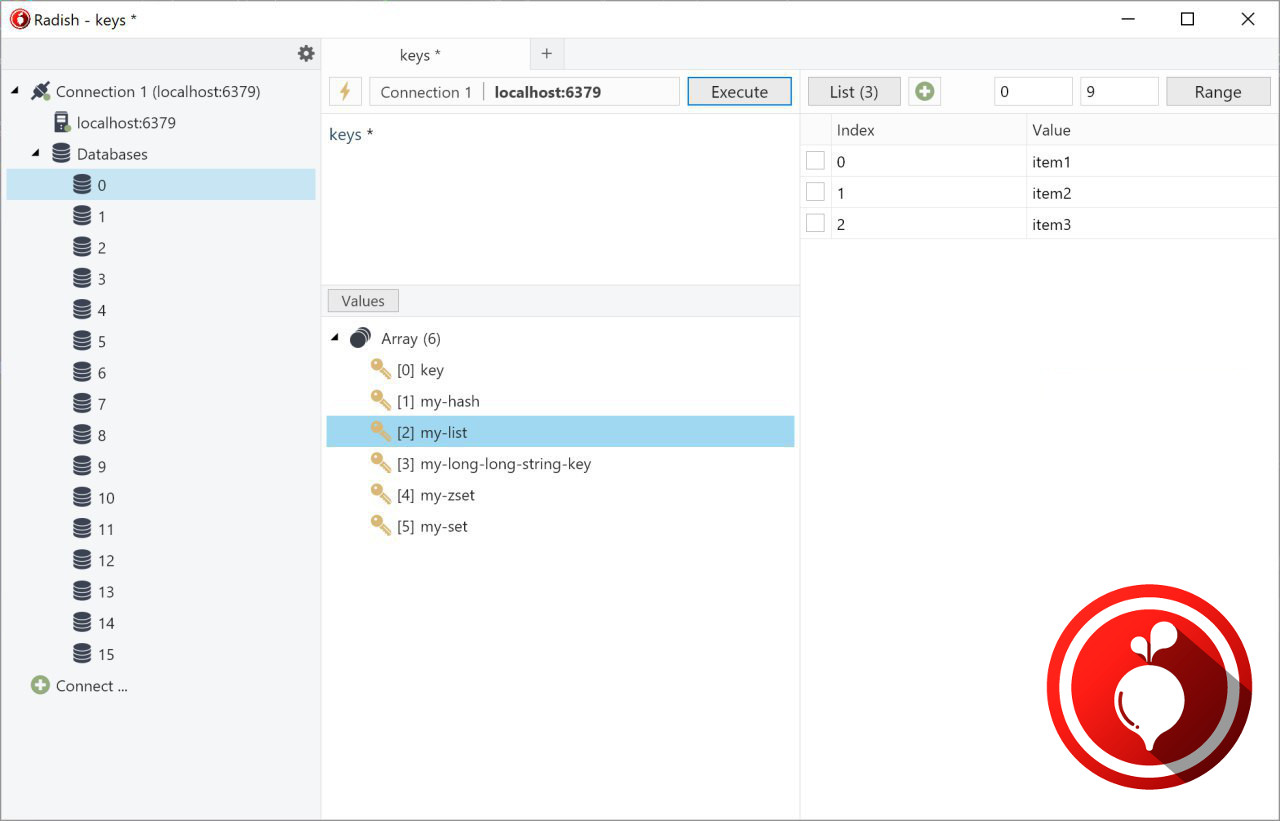 Radish - keys *
keys *
+
Connection 1 (localhost:6379)
localhost:6379
Databases
0
1
2
3
4
5
6
7
8
9
10
11
12
13
14
15
Connect ...
Connection 1 | localhost:6379
Execute
keys *
Values
Array (6)
[0] key
[1] my-hash
[2] my-list
[3] my-long-long-string-key
[4] my-zset
[5] my-set
List (3)
0
9
Range
Index Value
0 item1
1 item2
2 item3